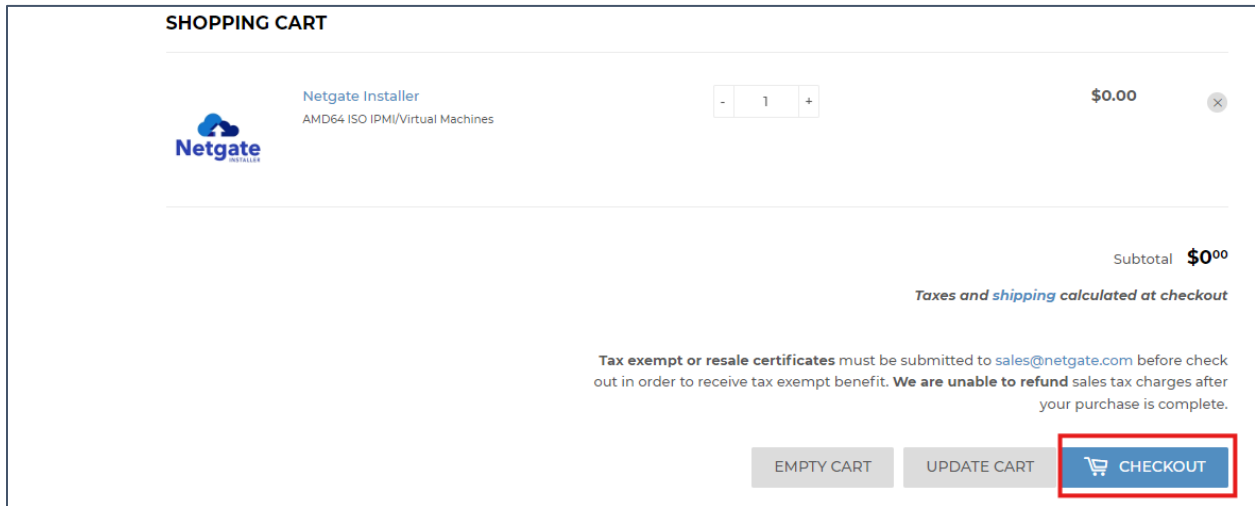 SHOPPING CART
Netgate Installer
AMD64 ISO IPMI/Virtual Machines
- 1 +
$0.00
Netgate
INSTALLER
Subtotal $0⁰⁰
Taxes and shipping calculated at checkout
Tax exempt or resale certificates must be submitted to sales@netgate.com before check
out in order to receive tax exempt benefit. We are unable to refund sales tax charges after
your purchase is complete.
EMPTY CART
UPDATE CART
CHECKOUT